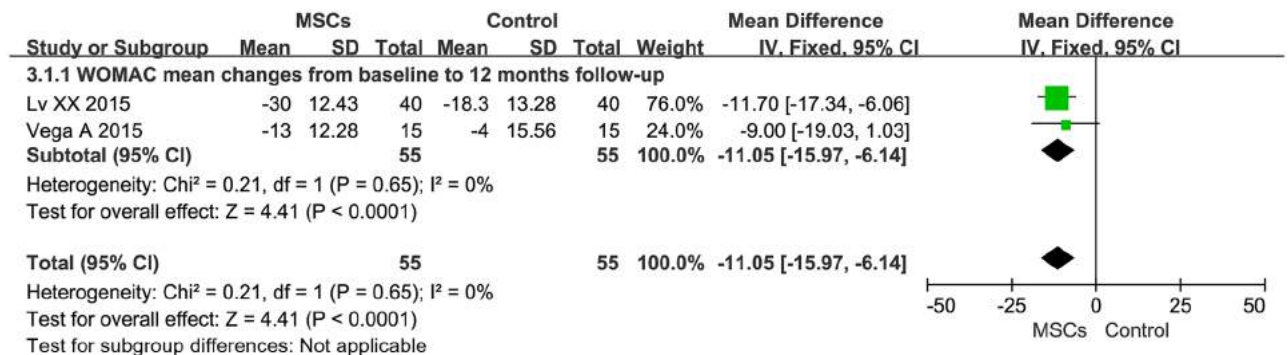 MSCs Control Mean Difference Mean Difference
Study or Subgroup Mean SD Total Mean SD Total Weight IV, Fixed, 95% CI IV, Fixed, 95% CI
3.1.1 WOMAC mean changes from baseline to 12 months follow-up
Lv XX 2015 -30 12.43 40 -18.3 13.28 40 76.0% -11.70 [-17.34, -6.06]
Vega A 2015 -13 12.28 15 -4 15.56 15 24.0% -9.00 [-19.03, 1.03]
Subtotal (95% CI) 55 55 100.0% -11.05 [-15.97, -6.14]
Heterogeneity: Chi² = 0.21, df = 1 (P = 0.65); I² = 0%
Test for overall effect: Z = 4.41 (P < 0.0001)
Total (95% CI) 55 55 100.0% -11.05 [-15.97, -6.14]
Heterogeneity: Chi² = 0.21, df = 1 (P = 0.65); I² = 0%
Test for overall effect: Z = 4.41 (P < 0.0001)
Test for subgroup differences: Not applicable
-50 -25 0 25 50
MSCs Control